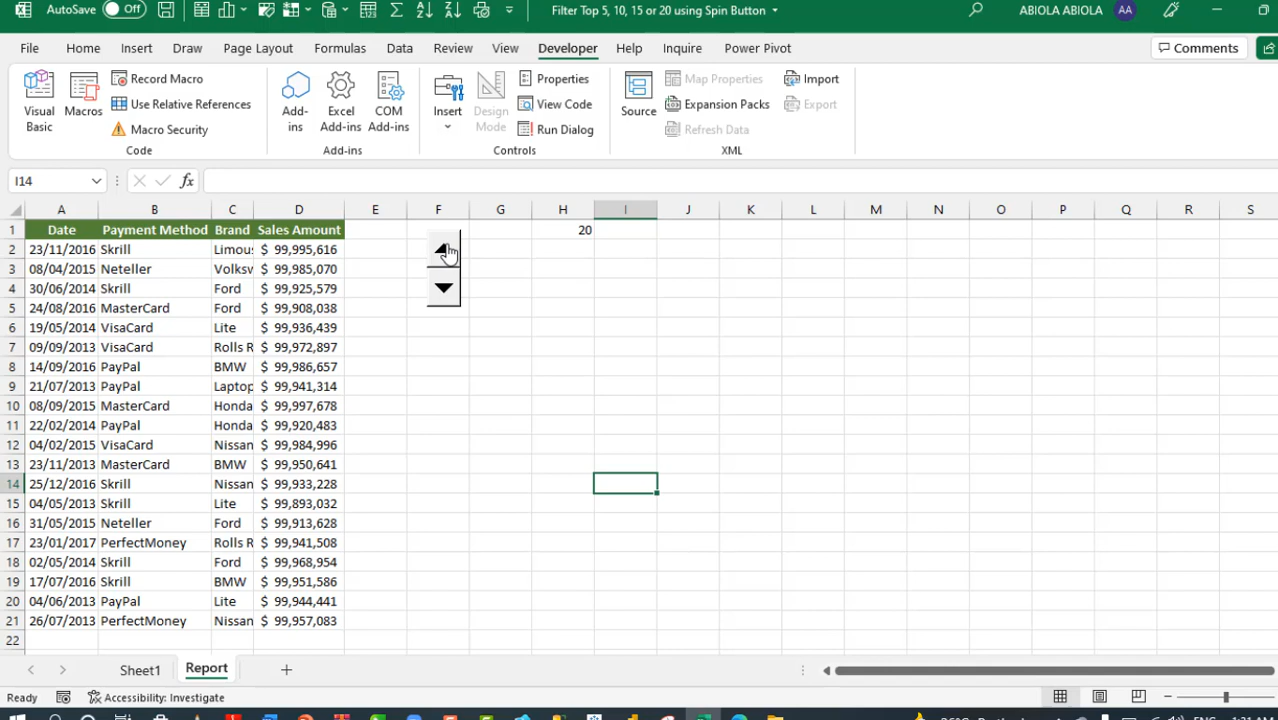 AutoSave Off Filter Top 5, 10, 15 or 20 using Spin Button ABIOLA ABIOLA AA
File Home Insert Draw Page Layout Formulas Data Review View Developer Help Inquire Power Pivot Comments
Visual Basic Macros Record Macro Use Relative References Macro Security Add-ins Excel Add-ins COM Add-ins Insert Design Mode Properties View Code Run Dialog Source Map Properties Expansion Packs Refresh Data Import Export
Code Add-ins Controls XML
I14 fx
A B C D E F G H I J K L M N O P Q R S
1 Date Payment Method Brand Sales Amount 20
2 23/11/2016 Skrill Limou $ 99,995,616
3 08/04/2015 Neteller Volksv $ 99,985,070
4 30/06/2014 Skrill Ford $ 99,925,579
5 24/08/2016 MasterCard Ford $ 99,908,038
6 19/05/2014 VisaCard Lite $ 99,936,439
7 09/09/2013 VisaCard Rolls R $ 99,972,897
8 14/09/2016 PayPal BMW $ 99,986,657
9 21/07/2013 PayPal Laptop $ 99,941,314
10 08/09/2015 MasterCard Honda $ 99,997,678
11 22/02/2014 PayPal Honda $ 99,920,483
12 04/02/2015 VisaCard Nissan $ 99,984,996
13 23/11/2013 MasterCard BMW $ 99,950,641
14 25/12/2016 Skrill Nissan $ 99,933,228
15 04/05/2013 Skrill Lite $ 99,893,032
16 31/05/2015 Neteller Ford $ 99,913,628
17 23/01/2017 PerfectMoney Rolls R $ 99,941,508
18 02/05/2014 Skrill Ford $ 99,968,954
19 17/07/2016 Skrill BMW $ 99,951,586
20 04/06/2013 PayPal Lite $ 99,944,441
21 26/07/2013 PerfectMoney Nissan $ 99,957,083
22
Sheet1 Report
Ready Accessibility: Investigate